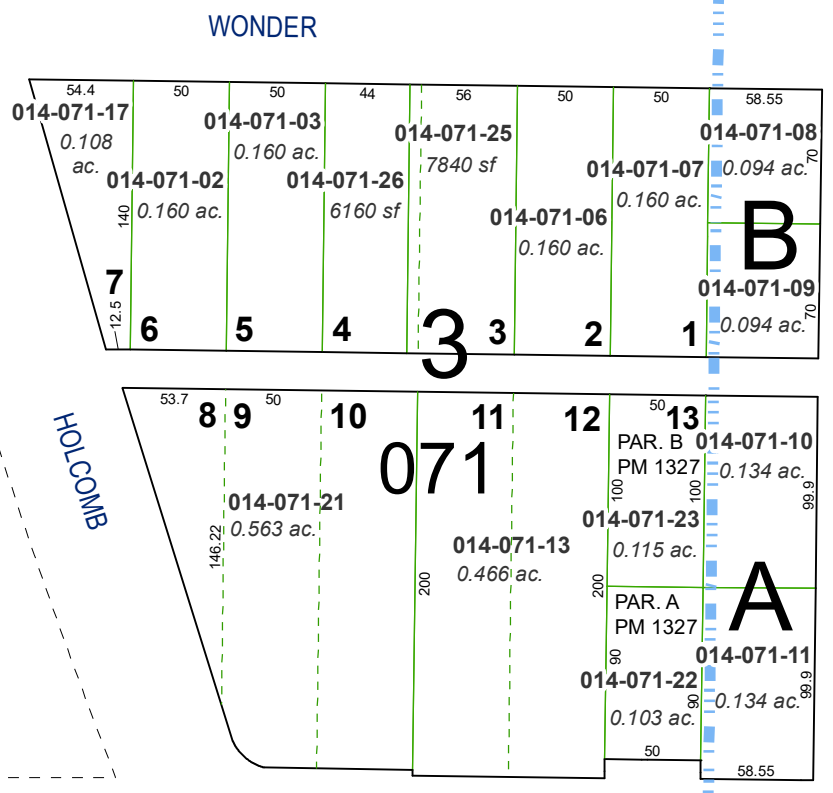 WONDER
54.4
50
50
44
56
50
50
58.55
014-071-17
0.108
ac.
014-071-03
0.160 ac.
014-071-25
7840 sf
014-071-08
0.094 ac.
70
014-071-02
0.160 ac.
014-071-26
6160 sf
014-071-07
0.160 ac.
140
014-071-06
0.160 ac.
B
7
12.5
014-071-09
0.094 ac.
70
6
5
4
3
3
2
1
53.7
8
9
50
10
11
12
50
13
HOLCOMB
071
PAR. B
PM 1327
014-071-10
0.134 ac.
99.9
100
100
014-071-21
0.563 ac.
014-071-23
0.115 ac.
146.22
014-071-13
0.466 ac.
200
200
PAR. A
PM 1327
A
90
014-071-11
0.134 ac.
99.9
014-071-22
0.103 ac.
90
50
58.55